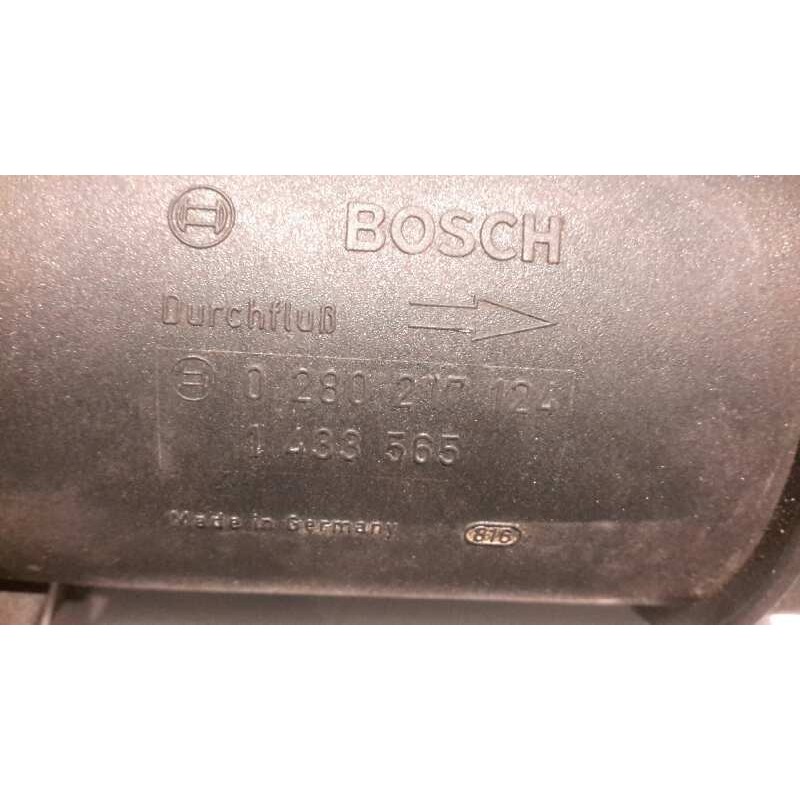 BOSCH
Durchfluß
0 280 217 124
1 433 565
Made in Germany 816